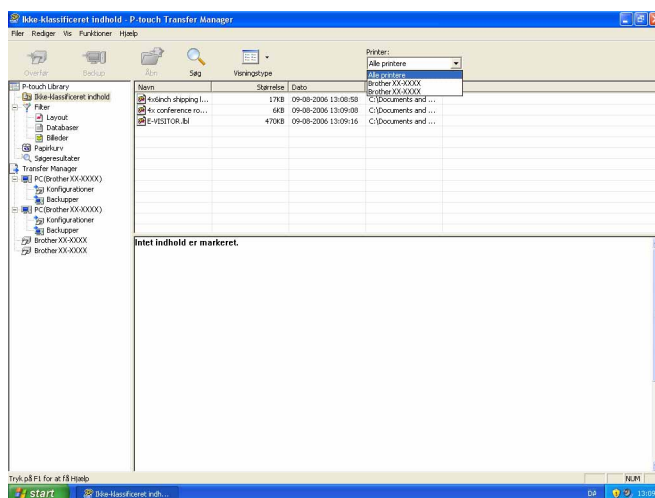 Ikke-klassificeret indhold - P-touch Transfer Manager
Filer Rediger Vis Funktioner Hjælp
Overfør Backup Åbn Søg Visningstype
Printer:
Alle printere
Alle printere
Brother XX-XXXX
Brother XX-XXXX
P-touch Library
Ikke-klassificeret indhold
Filter
Layout
Databaser
Billeder
Papirkurv
Søgeresultater
Transfer Manager
PC(Brother XX-XXXX)
Konfigurationer
Backupper
PC(Brother XX-XXXX)
Konfigurationer
Backupper
Brother XX-XXXX
Brother XX-XXXX
Navn Størrelse Dato
4x6inch shipping l... 17KB 09-08-2006 13:08:58 C:\Documents and ...
4x conference ro... 6KB 09-08-2006 13:09:08 C:\Documents and ...
E-VISITOR.lbl 470KB 09-08-2006 13:09:16 C:\Documents and ...
Intet indhold er markeret.
Tryk på F1 for at få Hjælp
NUM
start
Ikke-klassificeret indh...
DA
13:09